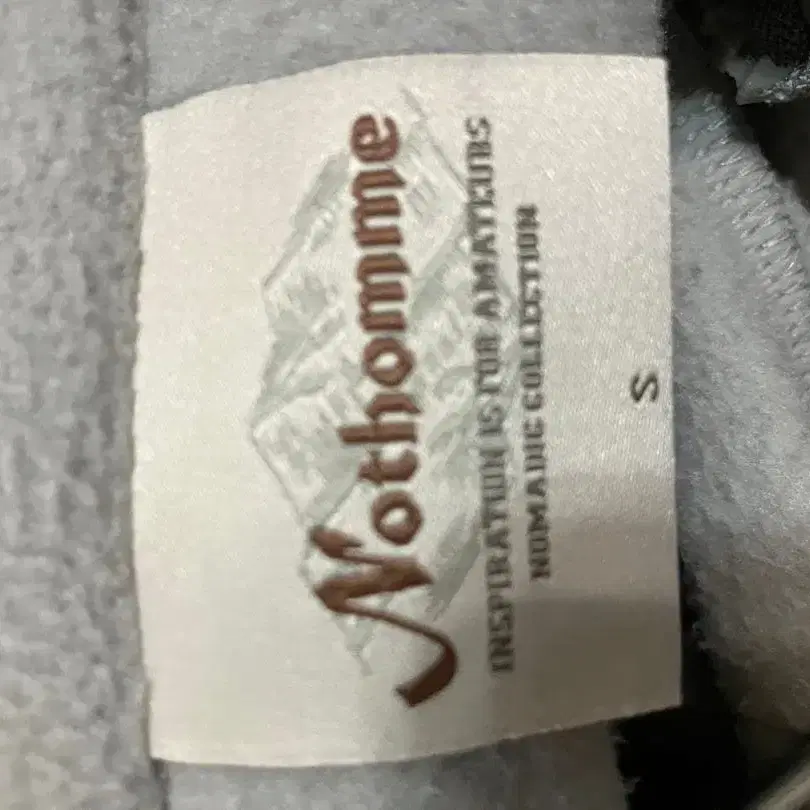 Nothomme
INSPIRATION IS FOR AMATEURS
NOMADIC COLLECTION
S